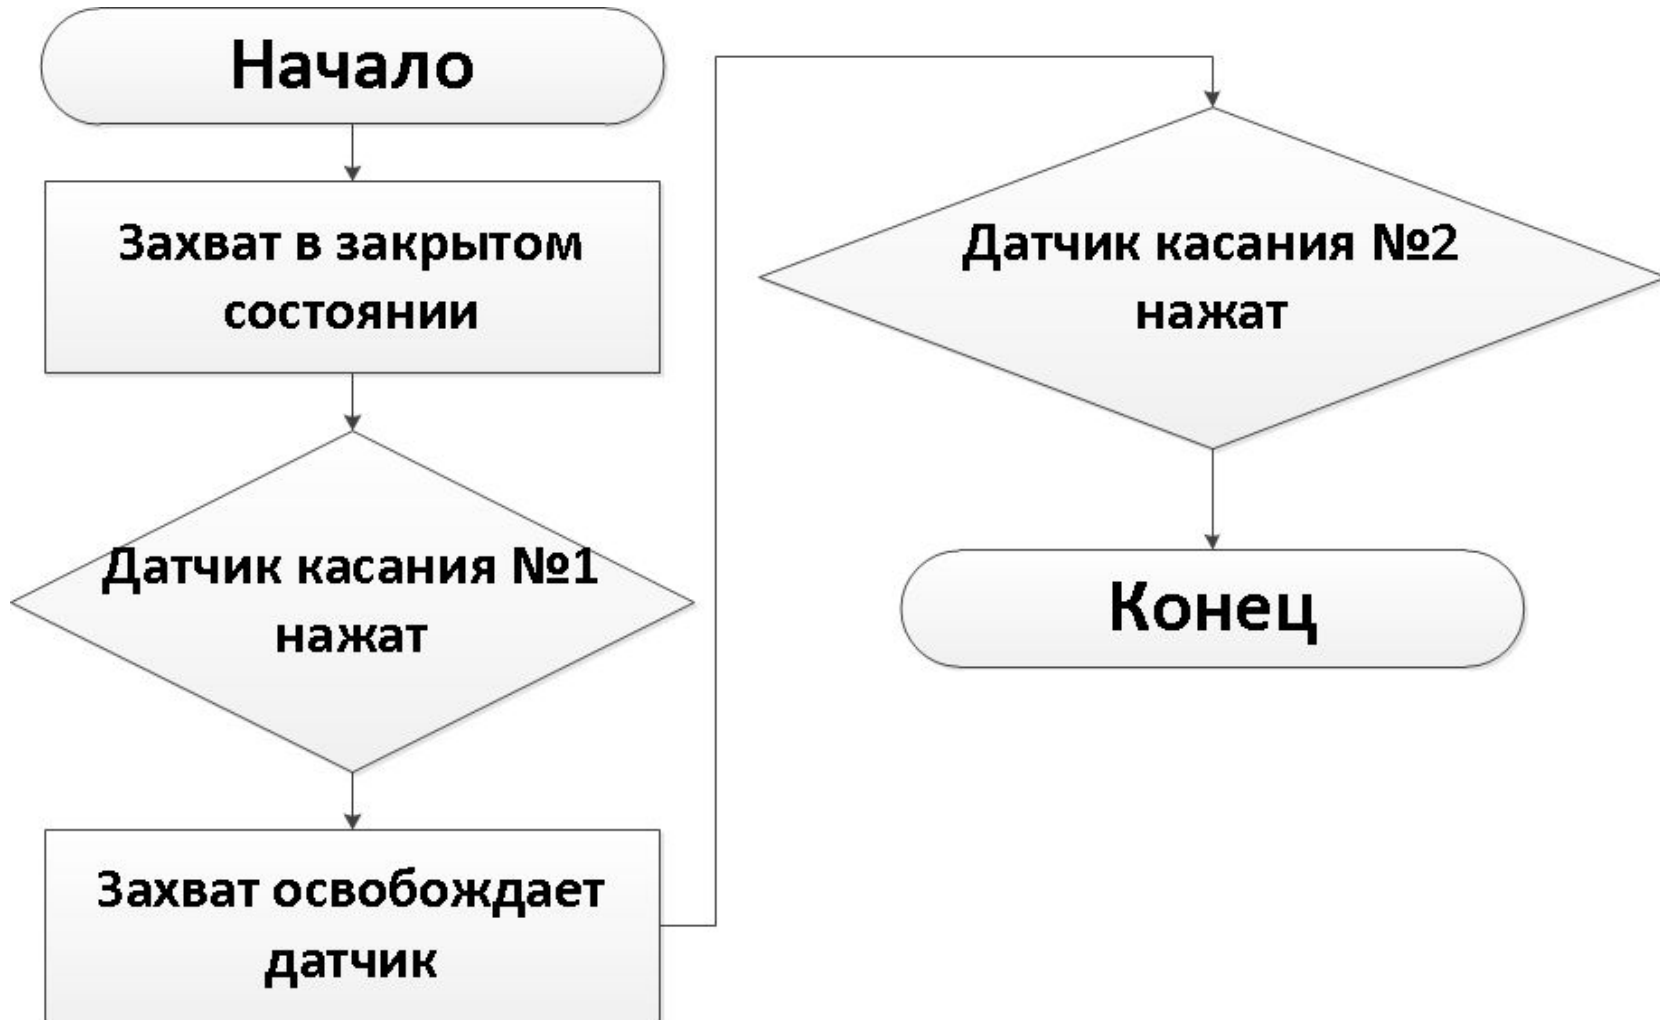 Начало
Захват в закрытом
состоянии
Датчик касания №1
нажат
Захват освобождает
датчик
Датчик касания №2
нажат
Конец